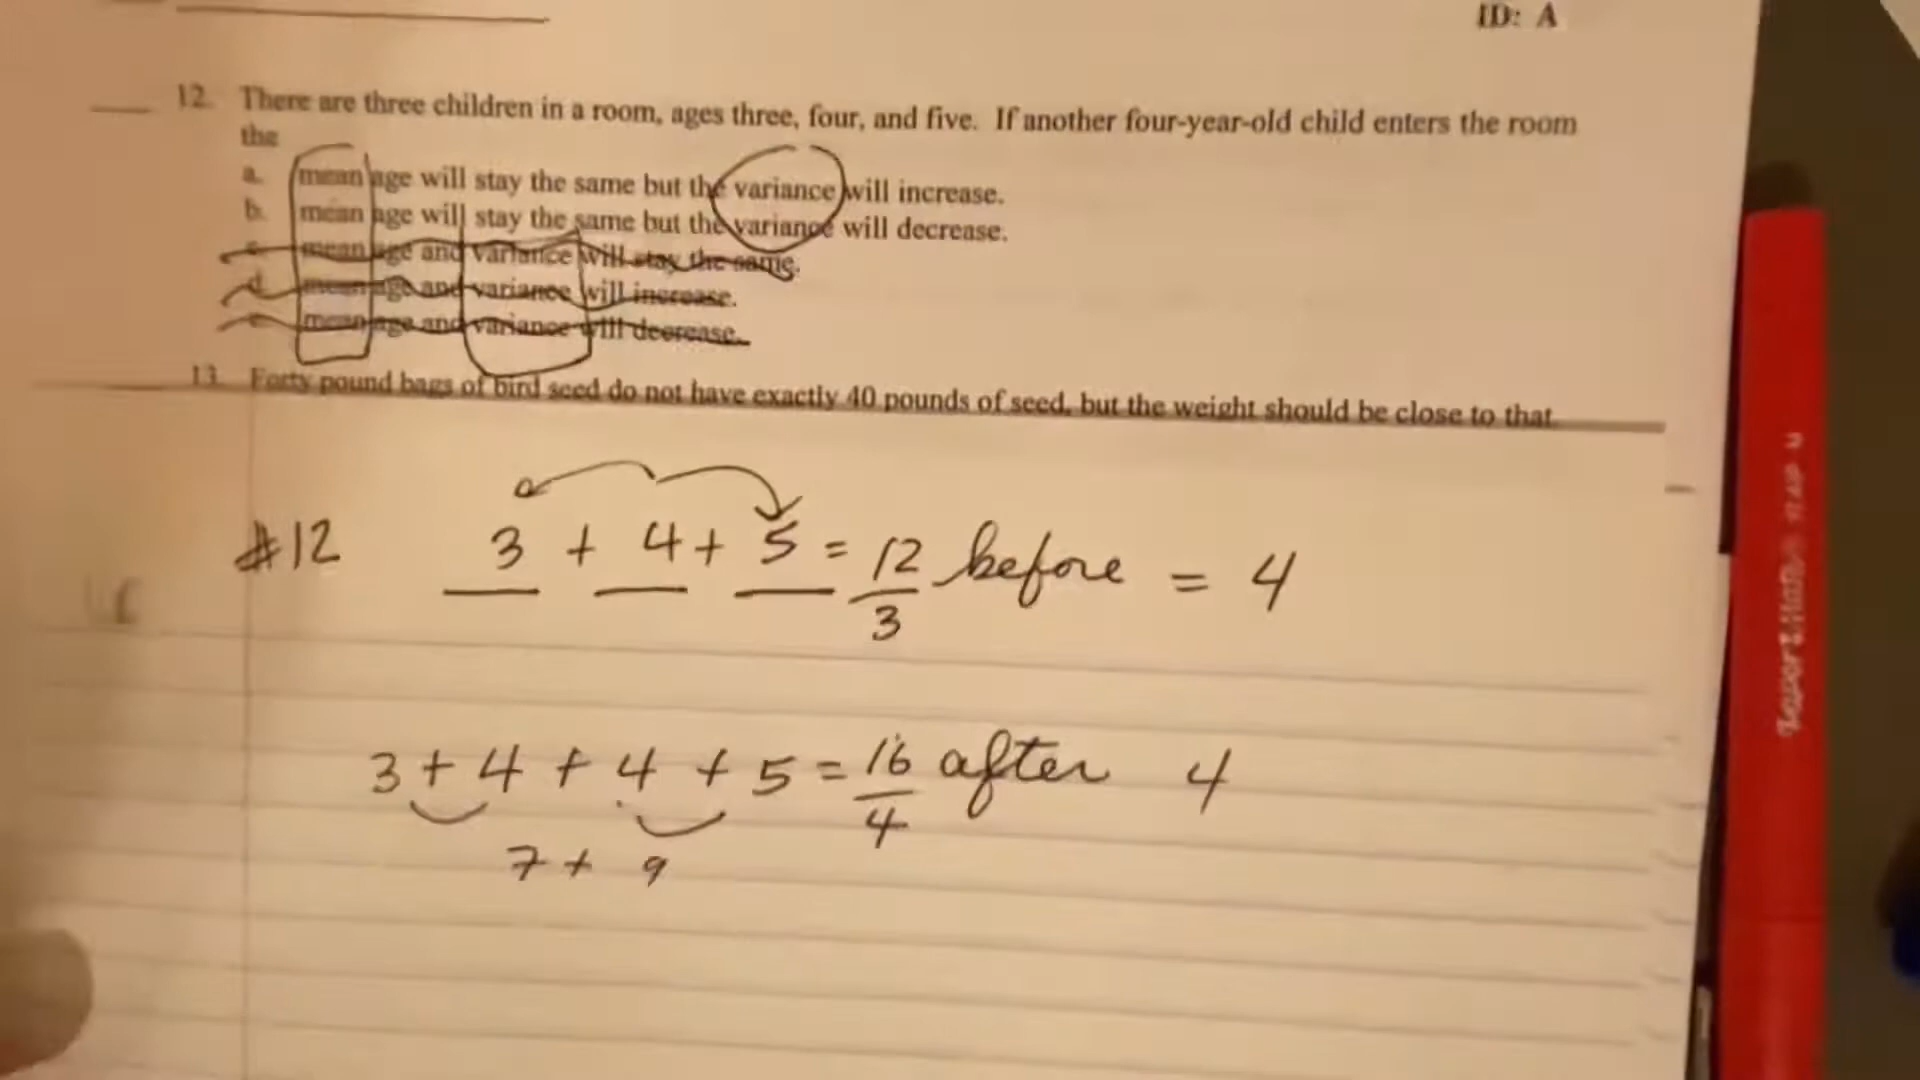 ID: A
12. There are three children in a room, ages three, four, and five. If another four-year-old child enters the room
the
a. mean age will stay the same but the variance will increase.
b. mean age will stay the same but the variance will decrease.
c. mean age and variance will stay the same.
d. mean age and variance will increase.
e. mean age and variance will decrease.
13. Forty pound bags of bird seed do not have exactly 40 pounds of seed, but the weight should be close to that.
#12 3 + 4 + 5 = 12 before = 4
3
3 + 4 + 4 + 5 = 16 after 4
4
7 + 9